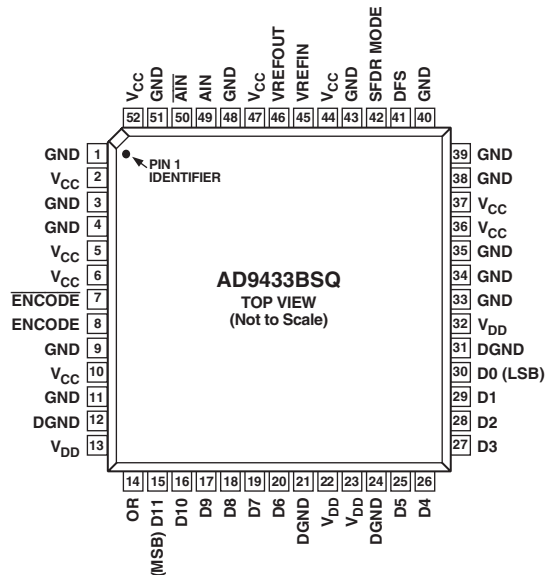 VCC GND AIN AIN GND VCC VREFOUT VREFIN VCC GND SFDR MODE DFS GND
52 51 50 49 48 47 46 45 44 43 42 41 40
GND 1
VCC 2
GND 3
GND 4
VCC 5
VCC 6
ENCODE 7
ENCODE 8
GND 9
VCC 10
GND 11
DGND 12
VDD 13
PIN 1
IDENTIFIER
AD9433BSQ
TOP VIEW
(Not to Scale)
39 GND
38 GND
37 VCC
36 VCC
35 GND
34 GND
33 GND
32 VDD
31 DGND
30 D0 (LSB)
29 D1
28 D2
27 D3
14 15 16 17 18 19 20 21 22 23 24 25 26
OR (MSB) D11 D10 D9 D8 D7 D6 DGND VDD VDD DGND D5 D4